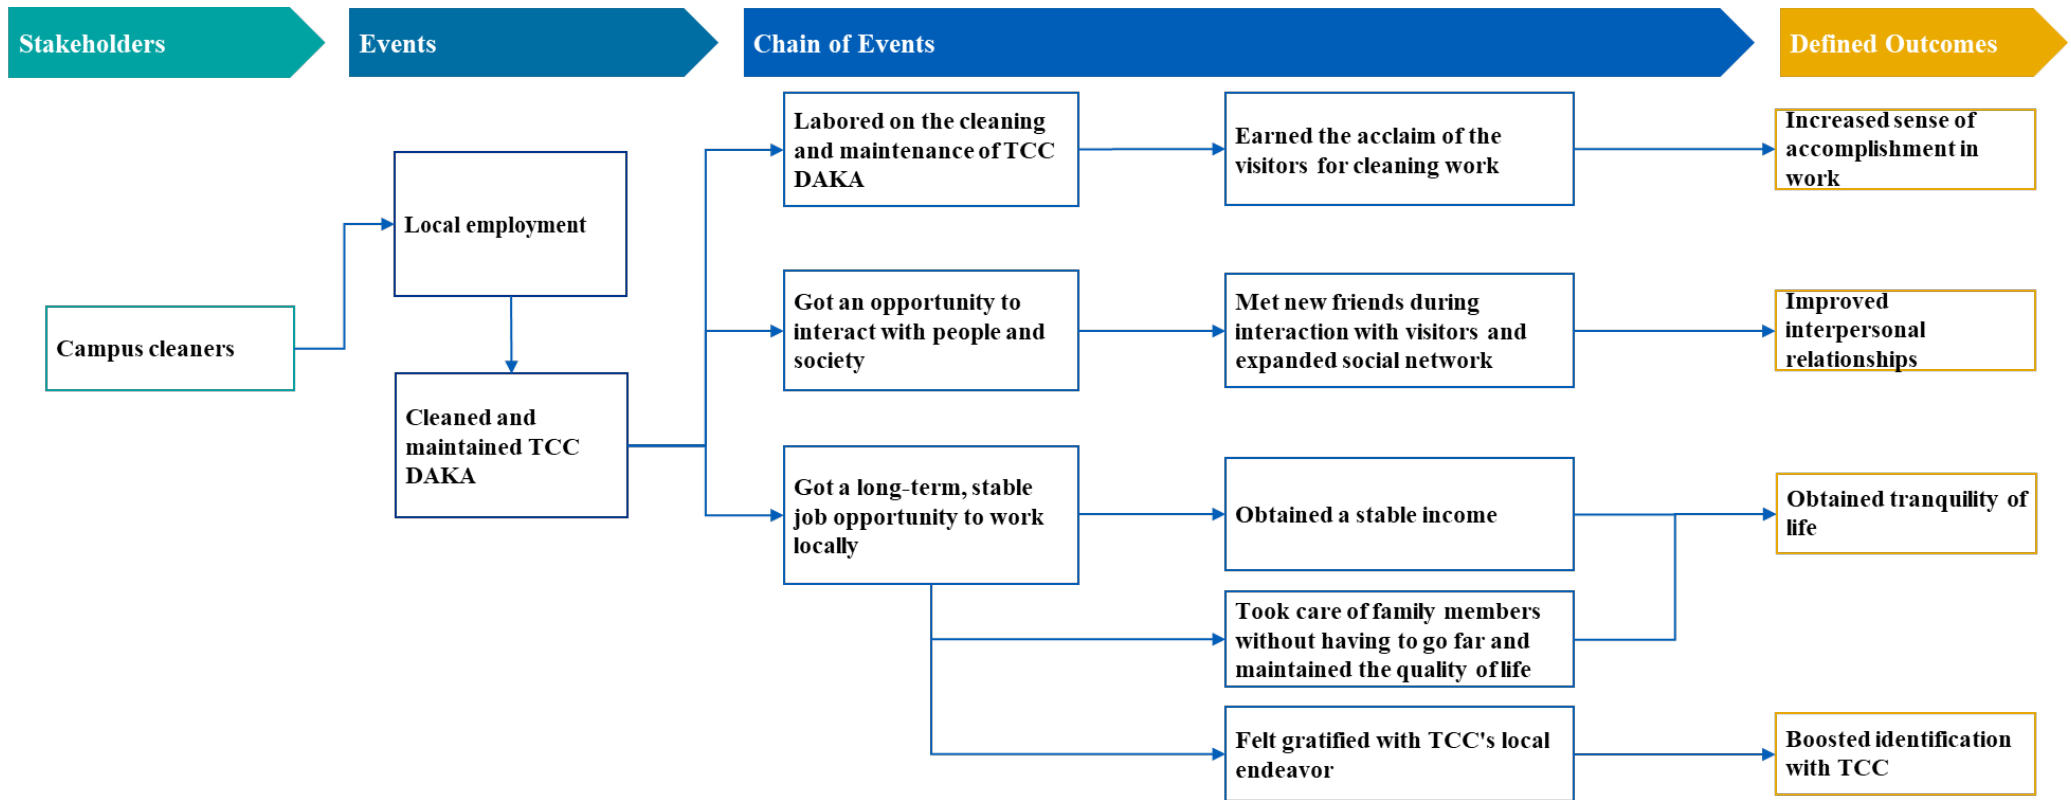 Stakeholders
Events
Chain of Events
Defined Outcomes
Campus cleaners
Local employment
Cleaned and
maintained TCC
DAKA
Labored on the cleaning
and maintenance of TCC
DAKA
Earned the acclaim of the
visitors for cleaning work
Increased sense of
accomplishment in
work
Got an opportunity to
interact with people and
society
Met new friends during
interaction with visitors and
expanded social network
Improved
interpersonal
relationships
Got a long-term, stable
job opportunity to work
locally
Obtained a stable income
Obtained tranquility of
life
Took care of family members
without having to go far and
maintained the quality of life
Felt gratified with TCC's local
endeavor
Boosted identification
with TCC